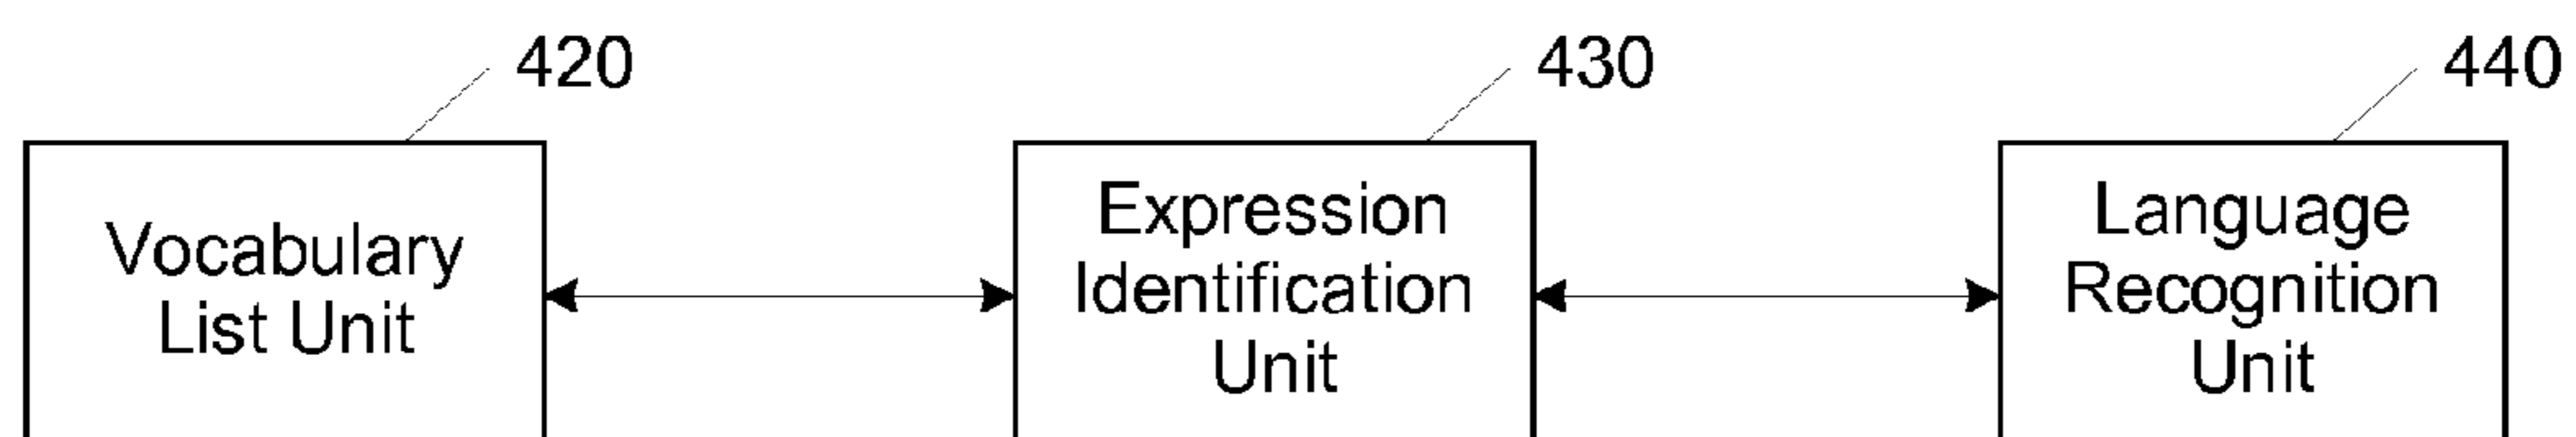 420
430
440
Vocabulary
List Unit
Expression
Identification
Unit
Language
Recognition
Unit